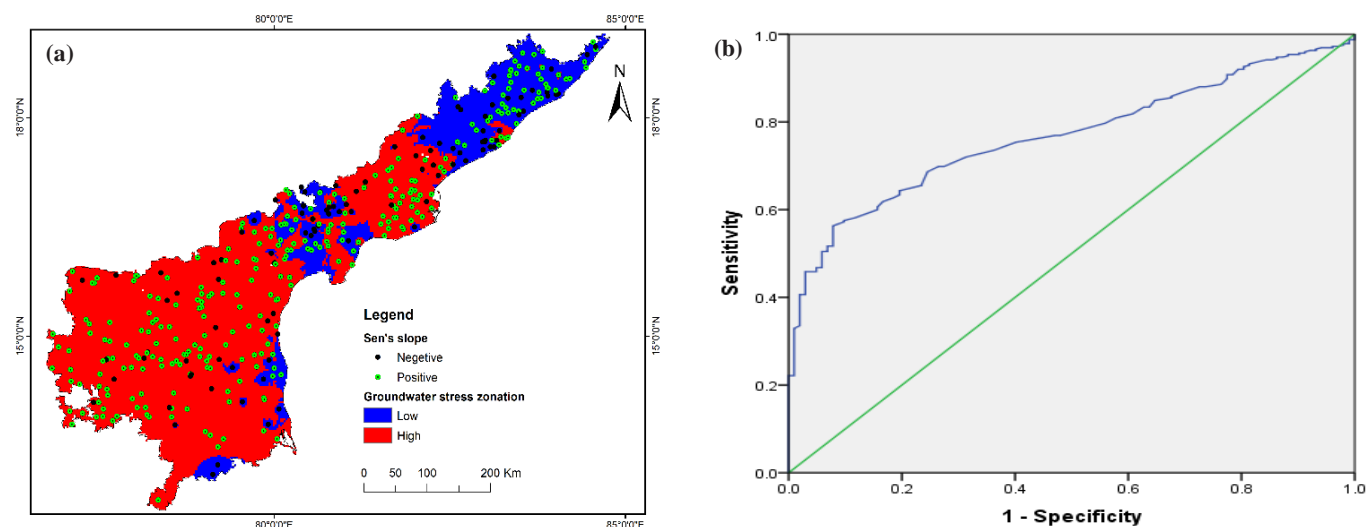 (a)
80°0'0"E
85°0'0"E
N
18°0'0"N
18°0'0"N
15°0'0"N
15°0'0"N
Legend
Sen's slope
Negetive
Positive
Groundwater stress zonation
Low
High
0 50 100 200 Km
80°0'0"E
85°0'0"E
(b)
1.0
0.8
0.6
0.4
0.2
0.0
Sensitivity
0.0 0.2 0.4 0.6 0.8 1.0
1 - Specificity